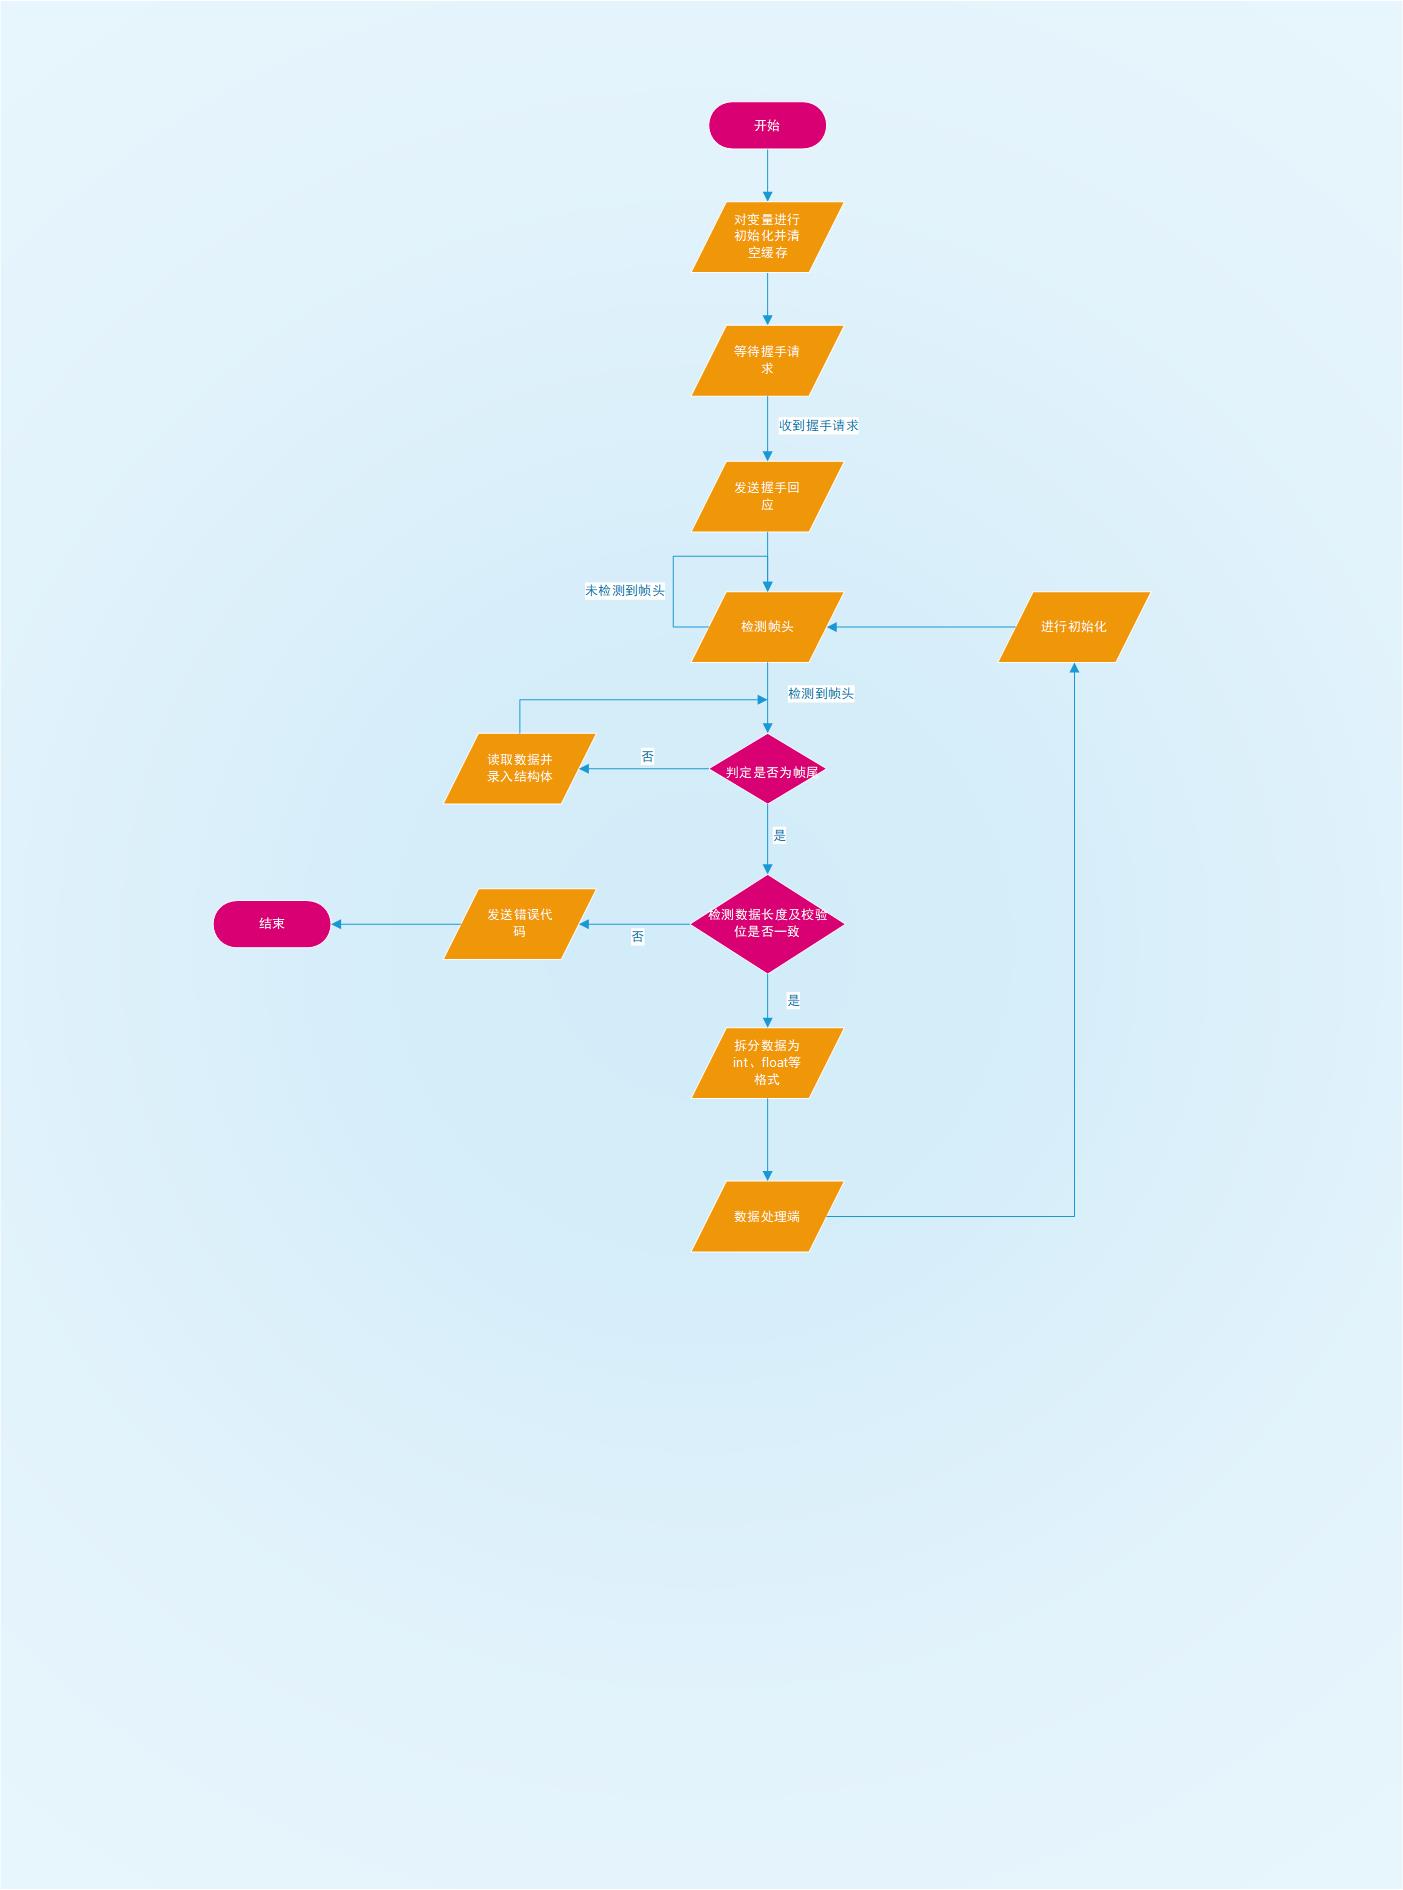 开始
对变量进行
初始化并清
空缓存
等待握手请
求
收到握手请求
发送握手回
应
未检测到帧头
检测帧头
进行初始化
检测到帧头
读取数据并
录入结构体
否
判定是否为帧尾
是
结束
发送错误代
码
否
检测数据长度及校验
位是否一致
是
拆分数据为
int、float等
格式
数据处理端